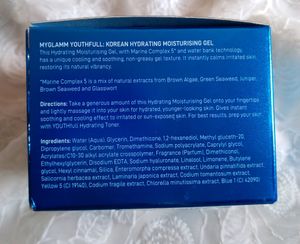 MYGLAMM YOUTHFULL: KOREAN HYDRATING MOISTURISING GEL
This Hydrating Moisturising Gel, with Marine Complex 5* and water bank technology,
has a unique cooling and soothing, non-greasy gel texture. It instantly calms irritated skin
restoring its natural vibrancy.
*Marine Complex 5 is a mix of natural extracts from Brown Algae, Green Seaweed, Juniper,
Brown Seaweed and Glasswort
Directions: Take a generous amount of this Hydrating Moisturising Gel onto your fingertips
and lightly massage it into your skin for hydrated, younger looking, glowing skin. Gives instant
soothing and cooling effect to irritated or sun-exposed skin. For best results, prep your skin
with YOUTHfull Hydrating Toner.
Ingredients: Water (Aqua), Glycerin, Dimethicone, 1,2-hexanediol, Methyl gluceth-20,
Dipropylene glycol, Carbomer, Tromethamine, Sodium polyacrylate, Caprylyl glycol,
Acrylates/C10-30 alkyl acrylate crosspolymer, Fragrance (Parfum), Dimethiconol,
Ethylhexylglycerin, Disodium EDTA, Sodium hyaluronate, Linalool, Limonene, Butylene
glycol, Hexyl cinnamal, Silica, Enteromorpha compressa extract, Undaria pinnatifida extract,
Salicornia herbacea extract, Laminaria japonica extract, Codium tomentosum extract,
Yellow 5 (CI 19140), Codium fragile extract, Chlorella minutissima extract, Blue 1 (CI 42090)